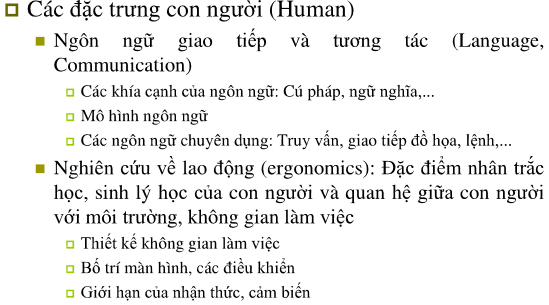 Các đặc trưng con người (Human)
Ngôn ngữ giao tiếp và tương tác (Language,
Communication)
Các khía cạnh của ngôn ngữ: Cú pháp, ngữ nghĩa,...
Mô hình ngôn ngữ
Các ngôn ngữ chuyên dụng: Truy vấn, giao tiếp đồ họa, lệnh,...
Nghiên cứu về lao động (ergonomics): Đặc điểm nhân trắc
học, sinh lý học của con người và quan hệ giữa con người
với môi trường, không gian làm việc
Thiết kế không gian làm việc
Bố trí màn hình, các điều khiển
Giới hạn của nhận thức, cảm biến